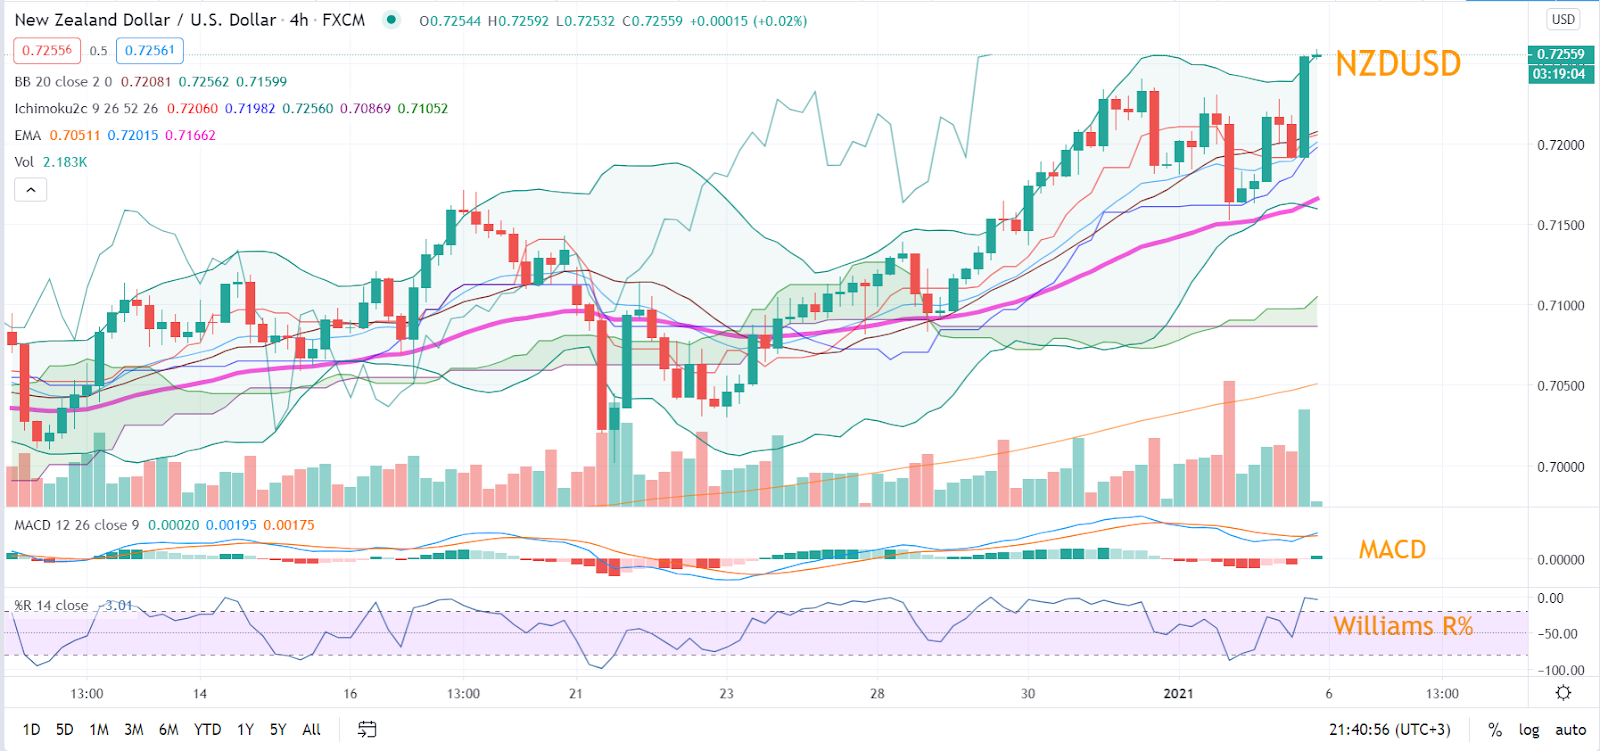 New Zealand Dollar / U.S. Dollar · 4h · FXCM O0.72544 H0.72592 L0.72532 C0.72559 +0.00015 (+0.02%)
USD
0.72556 0.5 0.72561
0.72559
03:19:04
NZDUSD
BB 20 close 2 0 0.72081 0.72562 0.71599
Ichimoku2c 9 26 52 26 0.72060 0.71982 0.72560 0.70869 0.71052
EMA 0.70511 0.72015 0.71662
Vol 2.183K
0.72000
0.71500
0.71000
0.70500
0.70000
MACD 12 26 close 9 0.00020 0.00195 0.00175
MACD
0.00000
%R 14 close -3.01
0.00
Williams R%
-50.00
-100.00
13:00 14 16 13:00 21 23 28 30 2021 6 13:00
1D 5D 1M 3M 6M YTD 1Y 5Y All
21:40:56 (UTC+3) % log auto